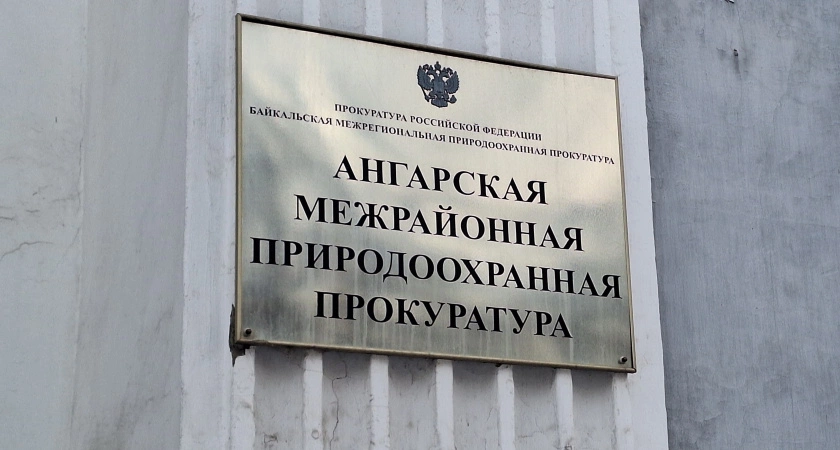 ПРОКУРАТУРА РОССИЙСКОЙ ФЕДЕРАЦИИ
БАЙКАЛЬСКАЯ МЕЖРЕГИОНАЛЬНАЯ ПРИРОДООХРАННАЯ ПРОКУРАТУРА
АНГАРСКАЯ
МЕЖРАЙОННАЯ
ПРИРОДООХРАННАЯ
ПРОКУРАТУРА